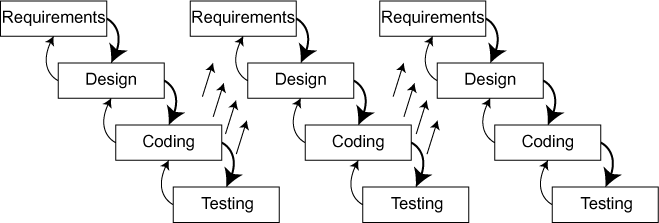 Requirements
Design
Coding
Testing
Requirements
Design
Coding
Testing
Requirements
Design
Coding
Testing